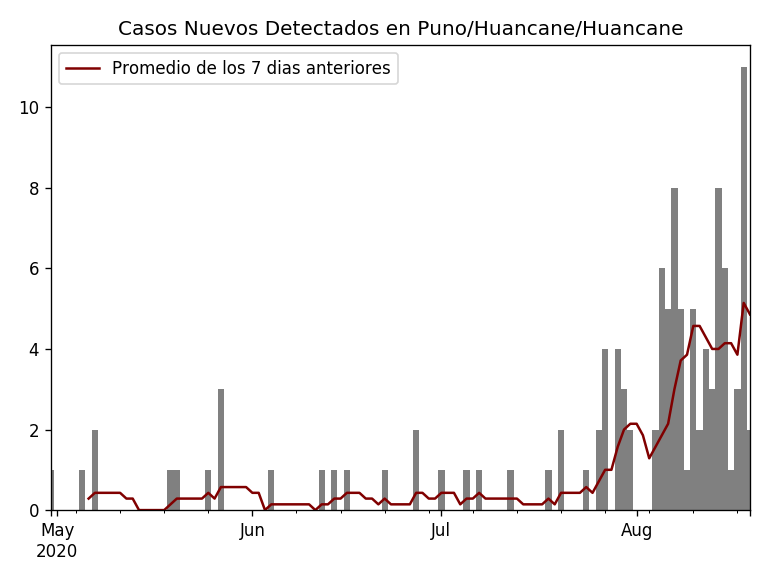 Casos Nuevos Detectados en Puno/Huancane/Huancane
Promedio de los 7 dias anteriores
10
8
6
4
2
0
May Jun Jul Aug
2020